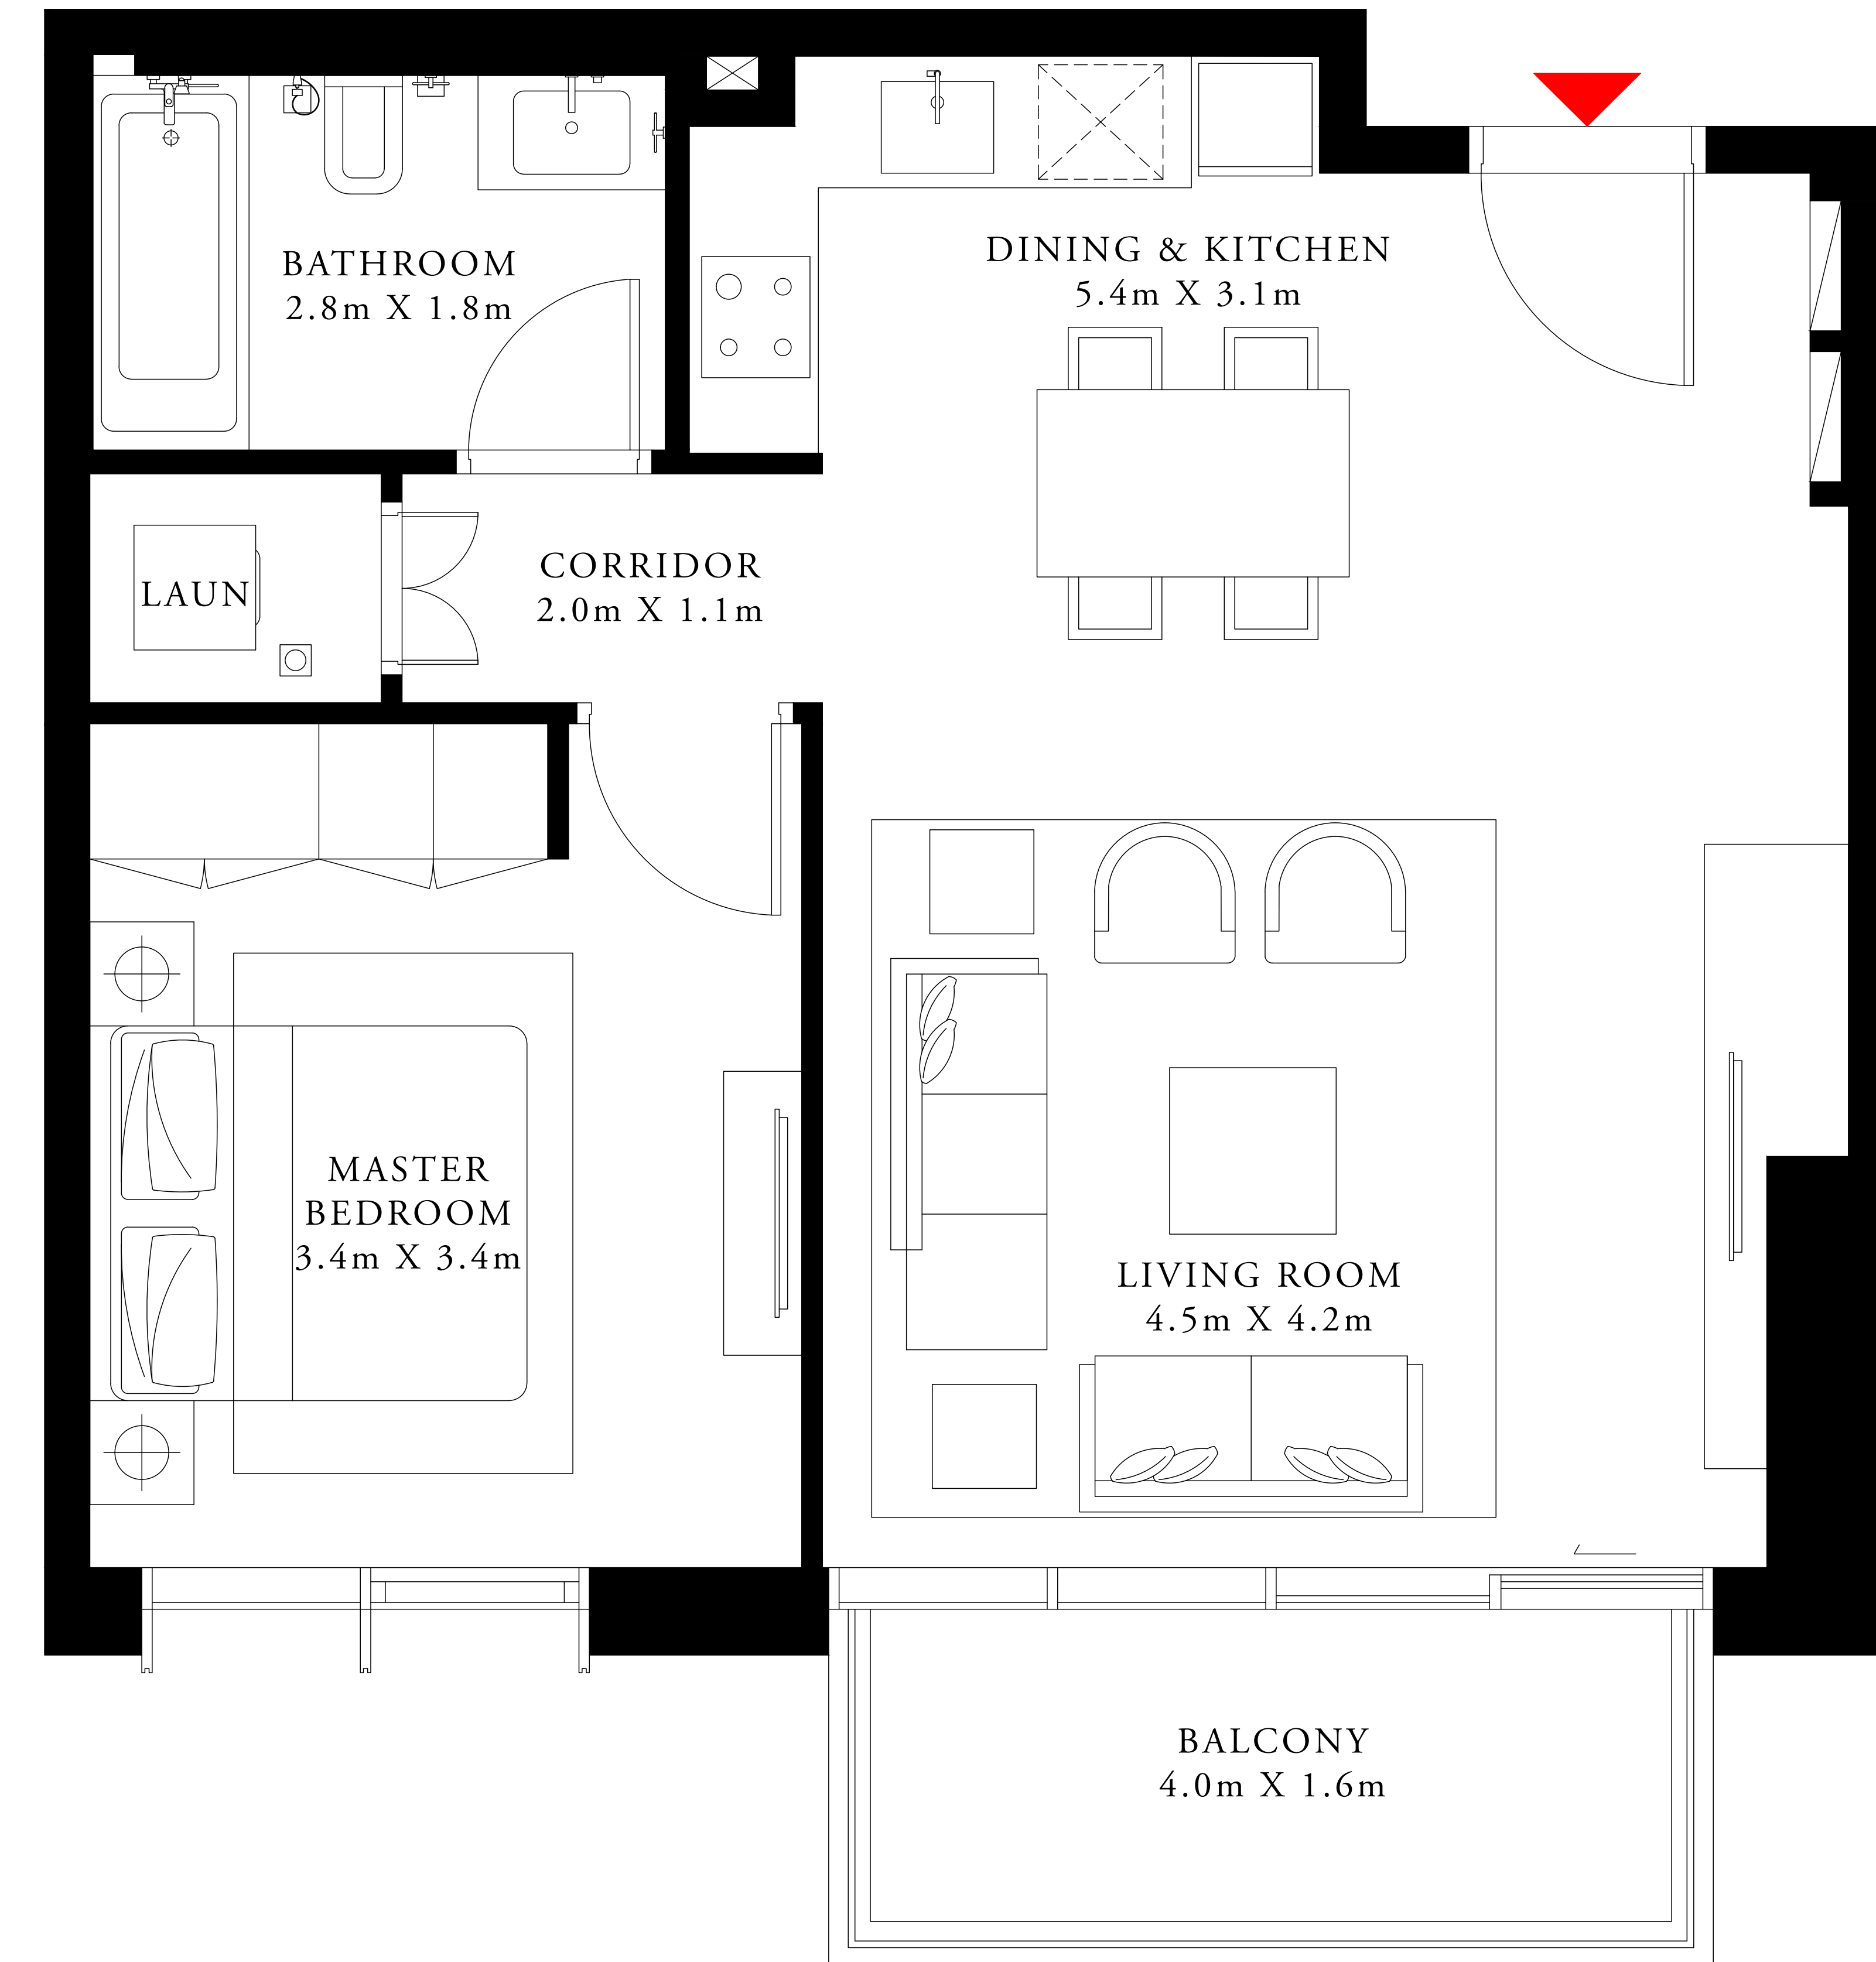 BATHROOM
2.8m X 1.8m
DINING & KITCHEN
5.4m X 3.1m
LAUN
CORRIDOR
2.0m X 1.1m
MASTER
BEDROOM
3.4m X 3.4m
LIVING ROOM
4.5m X 4.2m
BALCONY
4.0m X 1.6m